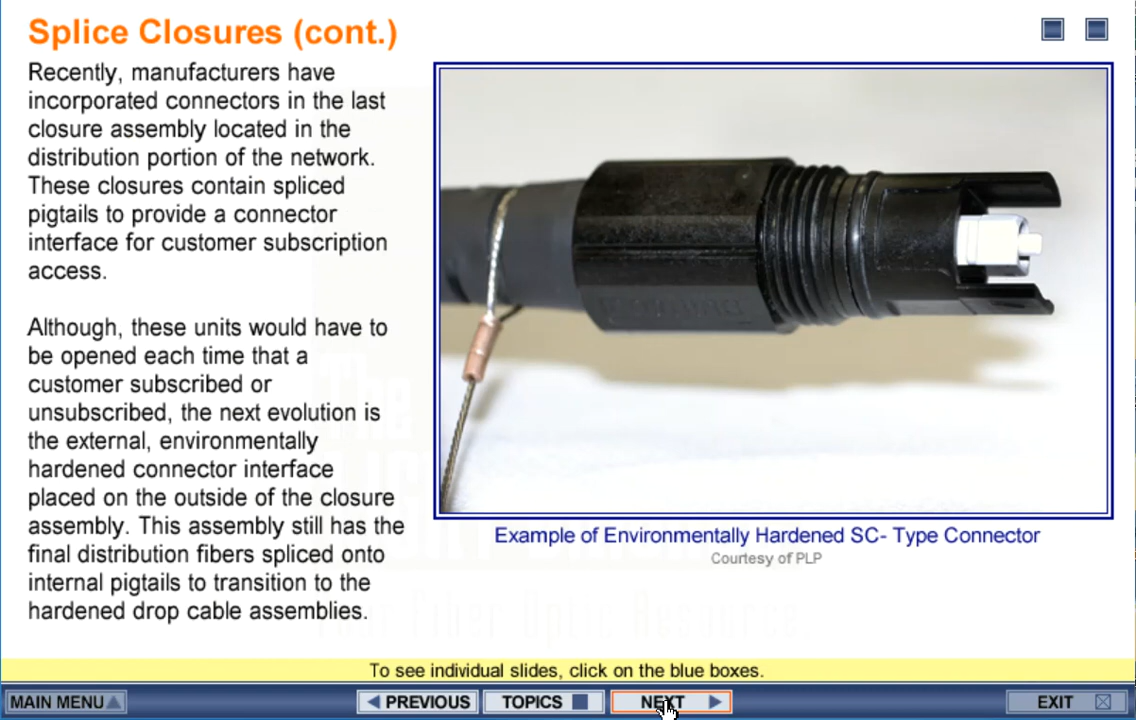 Splice Closures (cont.)
Recently, manufacturers have
incorporated connectors in the last
closure assembly located in the
distribution portion of the network.
These closures contain spliced
pigtails to provide a connector
interface for customer subscription
access.
Although, these units would have to
be opened each time that a
customer subscribed or
unsubscribed, the next evolution is
the external, environmentally
hardened connector interface
placed on the outside of the closure
assembly. This assembly still has the
final distribution fibers spliced onto
internal pigtails to transition to the
hardened drop cable assemblies.
Example of Environmentally Hardened SC- Type Connector
Courtesy of PLP
To see individual slides, click on the blue boxes.
MAIN MENU
PREVIOUS
TOPICS
NEXT
EXIT